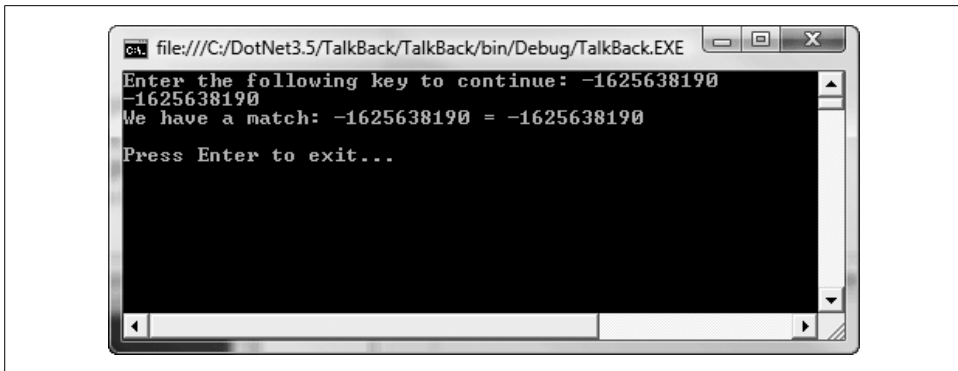 file:///C:/DotNet3.5/TalkBack/TalkBack/bin/Debug/TalkBack.EXE
Enter the following key to continue: -1625638190
-1625638190
We have a match: -1625638190 = -1625638190
Press Enter to exit...